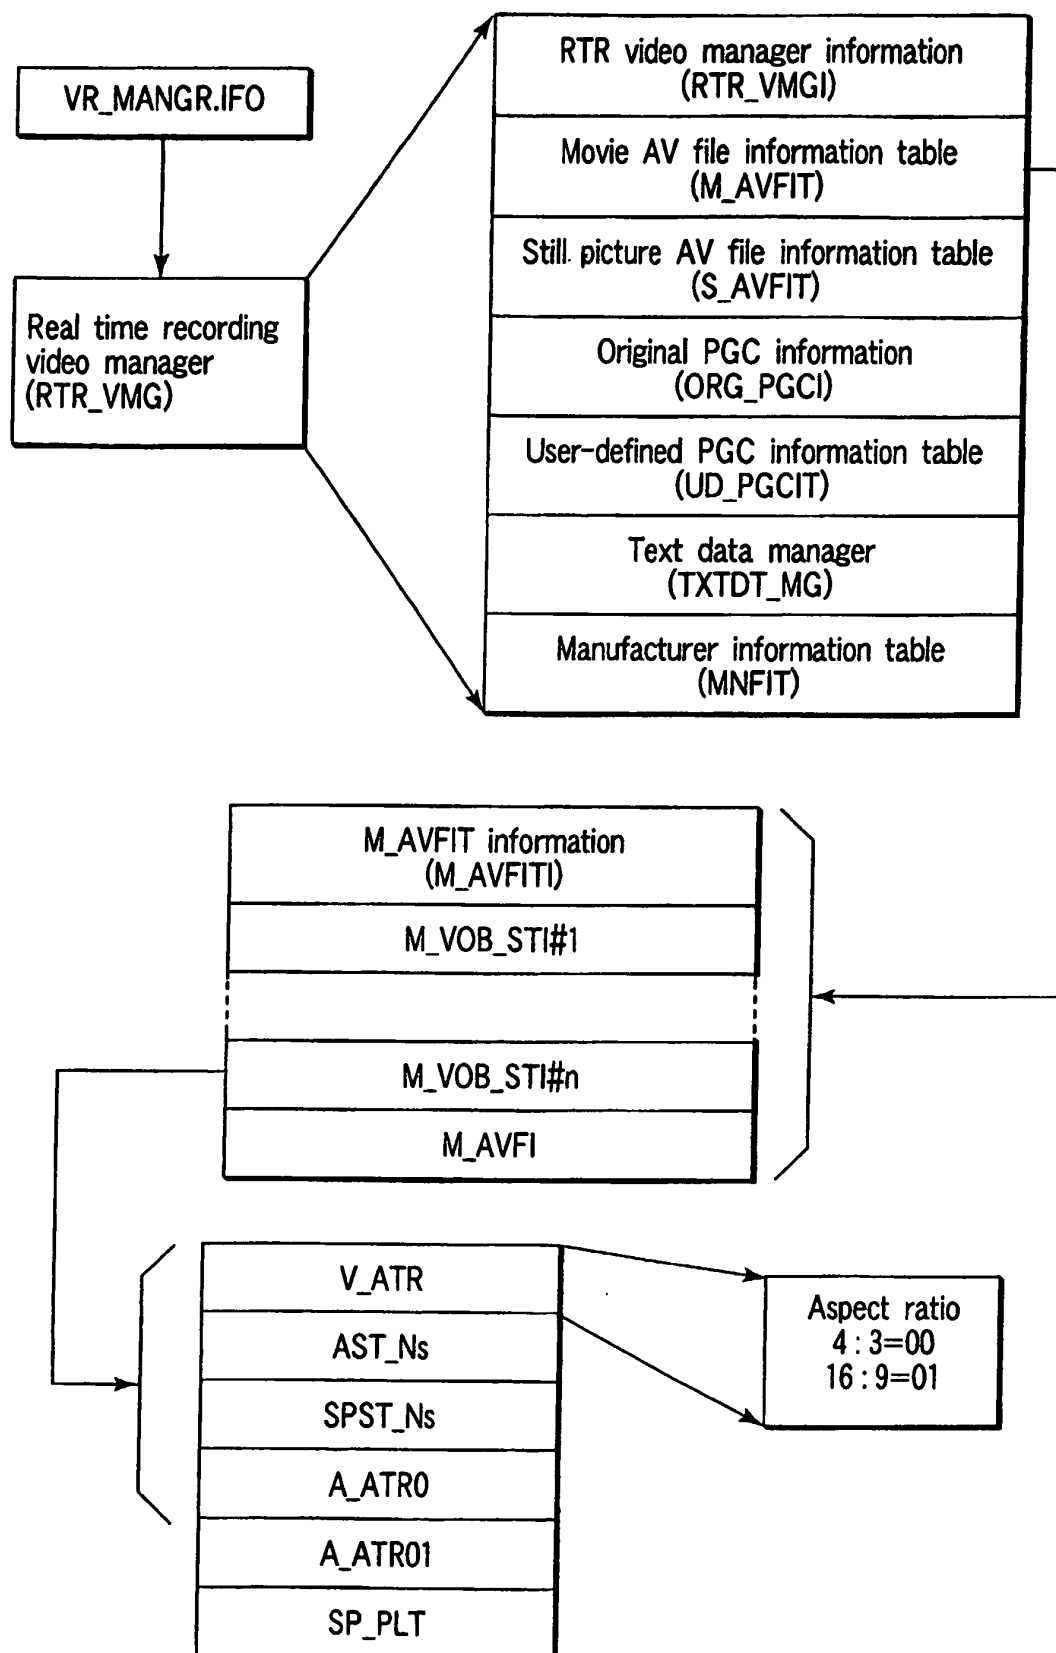 VR_MANGR.IFO
Real time recording
video manager
(RTR_VMG)
RTR video manager information
(RTR_VMGI)
Movie AV file information table
(M_AVFIT)
Still picture AV file information table
(S_AVFIT)
Original PGC information
(ORG_PGCI)
User-defined PGC information table
(UD_PGCIT)
Text data manager
(TXTDT_MG)
Manufacturer information table
(MNFIT)
M_AVFIT information
(M_AVFITI)
M_VOB_STI#1
M_VOB_STI#n
M_AVFI
V_ATR
AST_Ns
SPST_Ns
A_ATR0
A_ATR01
SP_PLT
Aspect ratio
4:3=00
16:9=01